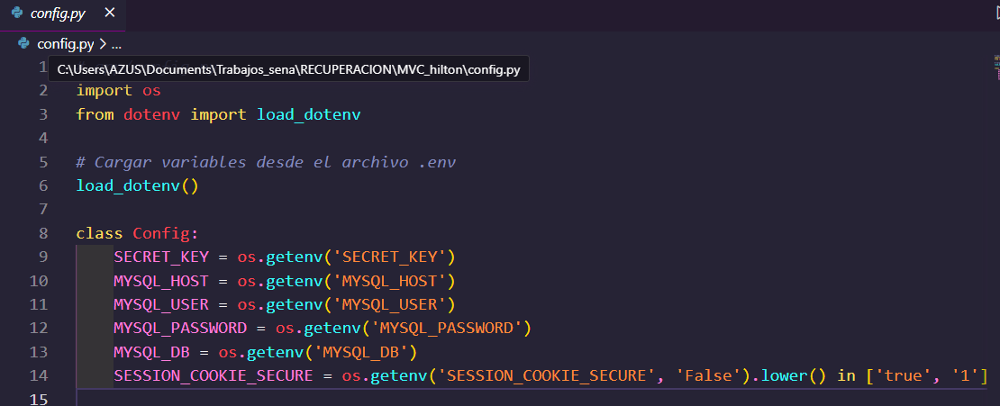 config.py ×
config.py > ...
1
C:\Users\AZUS\Documents\Trabajos_sena\RECUPERACION\MVC_hilton\config.py
2 import os
3 from dotenv import load_dotenv
4
5 # Cargar variables desde el archivo .env
6 load_dotenv()
7
8 class Config:
9     SECRET_KEY = os.getenv('SECRET_KEY')
10     MYSQL_HOST = os.getenv('MYSQL_HOST')
11     MYSQL_USER = os.getenv('MYSQL_USER')
12     MYSQL_PASSWORD = os.getenv('MYSQL_PASSWORD')
13     MYSQL_DB = os.getenv('MYSQL_DB')
14     SESSION_COOKIE_SECURE = os.getenv('SESSION_COOKIE_SECURE', 'False').lower() in ['true', '1']
15